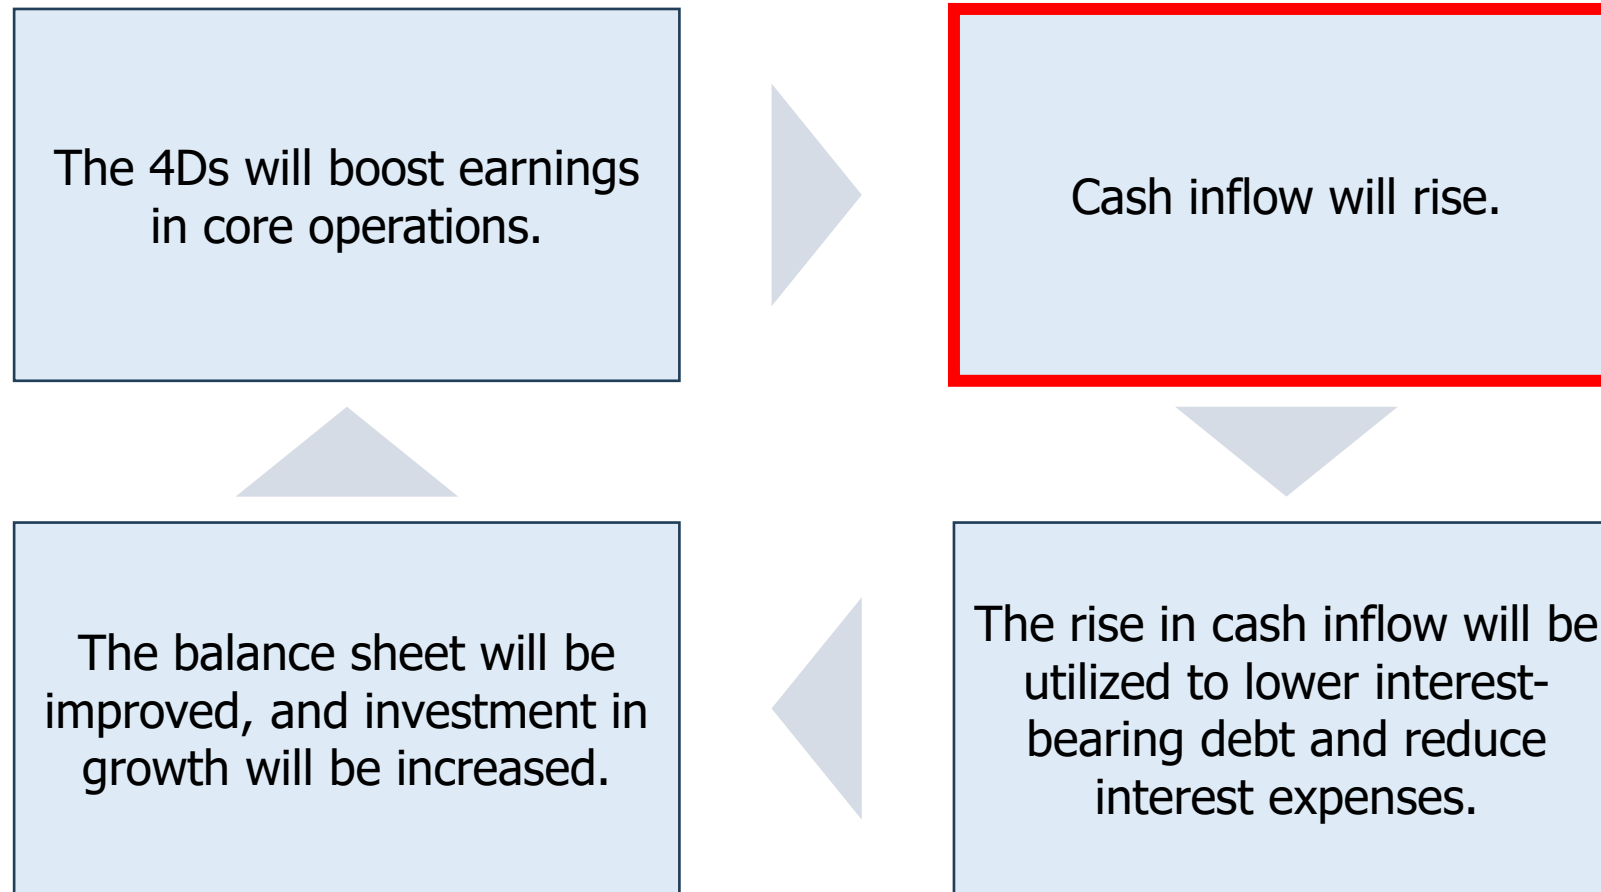 The 4Ds will boost earnings
in core operations.
Cash inflow will rise.
The balance sheet will be
improved, and investment in
growth will be increased.
The rise in cash inflow will be
utilized to lower interest-
bearing debt and reduce
interest expenses.